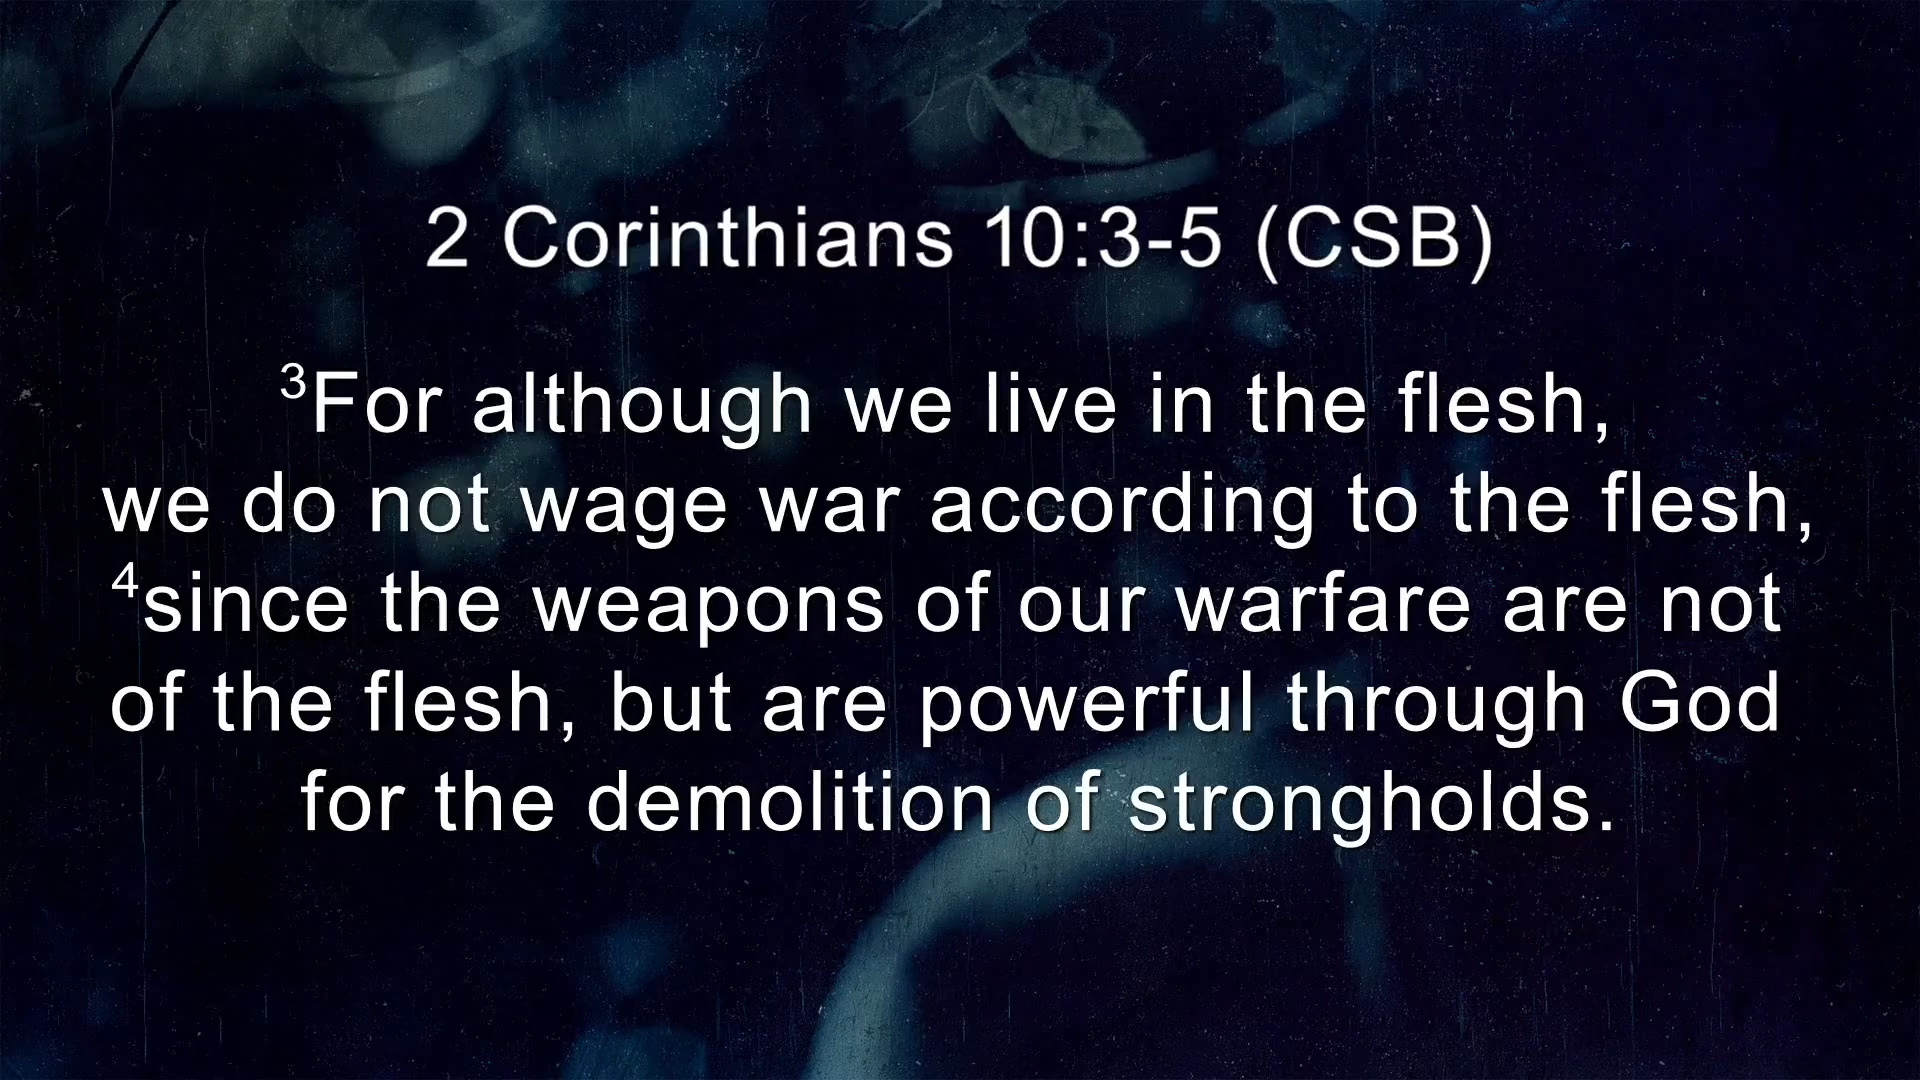 2 Corinthians 10:3-5 (CSB)
³For although we live in the flesh,
we do not wage war according to the flesh,
⁴since the weapons of our warfare are not
of the flesh, but are powerful through God
for the demolition of strongholds.